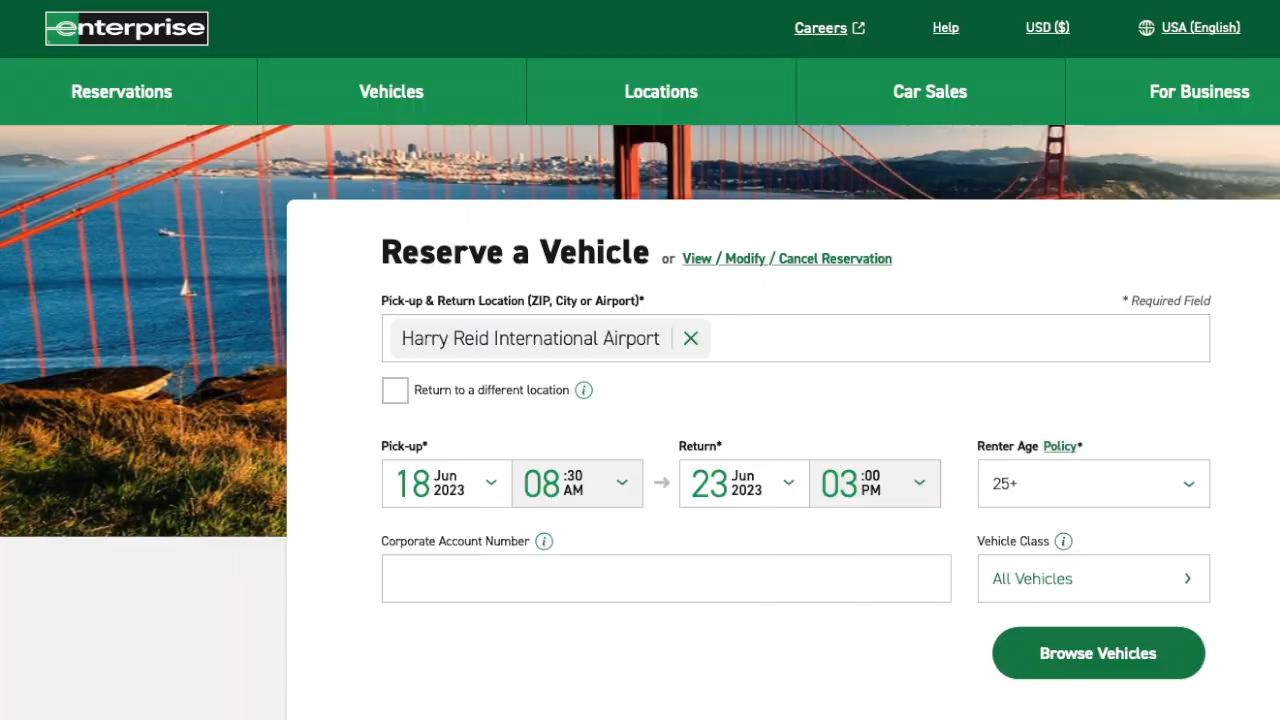 enterprise
Careers
Help
USD ($)
USA (English)
Reservations
Vehicles
Locations
Car Sales
For Business
Reserve a Vehicle or View / Modify / Cancel Reservation
Pick-up & Return Location (ZIP, City or Airport)*
* Required Field
Harry Reid International Airport
Return to a different location
Pick-up*
Return*
Renter Age Policy*
18 Jun 2023
08 :30 AM
23 Jun 2023
03 :00 PM
25+
Corporate Account Number
Vehicle Class
All Vehicles
Browse Vehicles